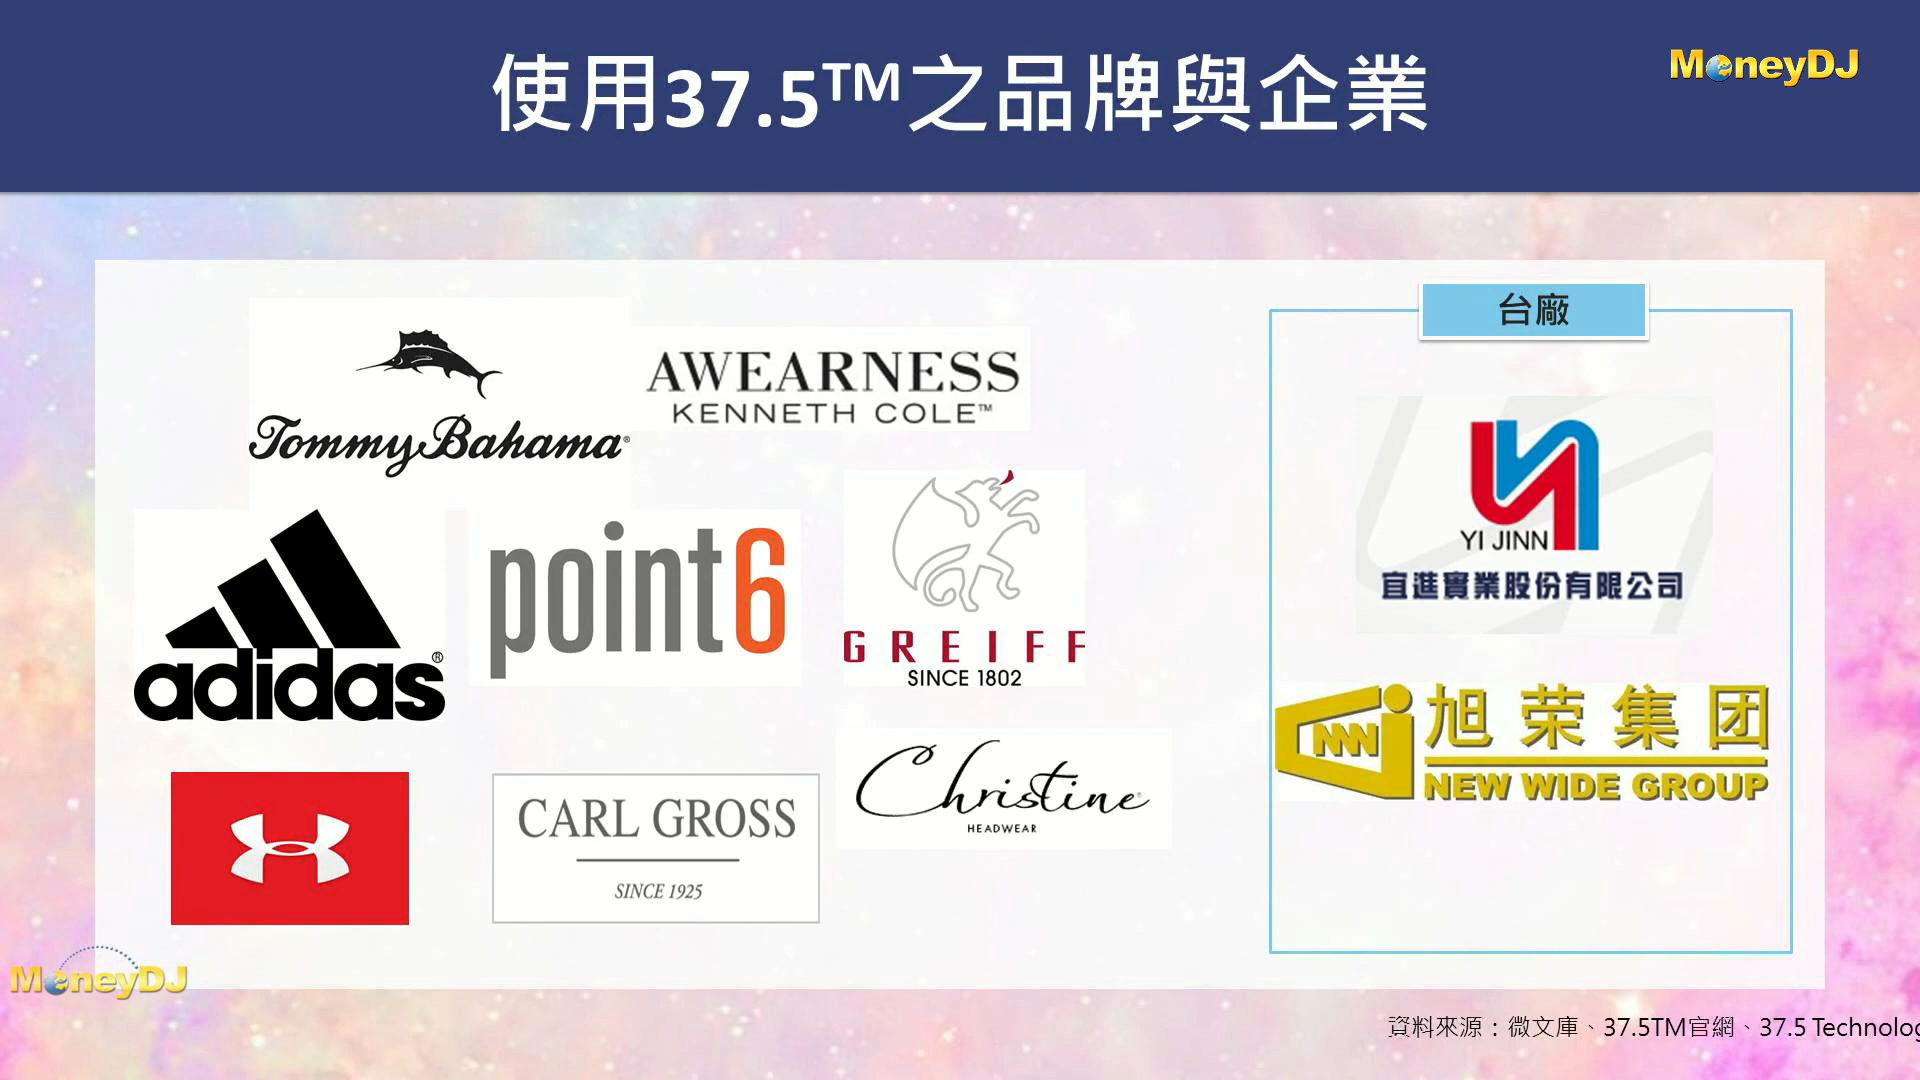 使用37.5™之品牌與企業
MoneyDJ
Tommy Bahama®
AWEARNESS
KENNETH COLE™
adidas®
point6
GREIFF
SINCE 1802
CARL GROSS
SINCE 1925
Christine®
HEADWEAR
台廠
YI JINN
宜進實業股份有限公司
旭荣集团
NEW WIDE GROUP
MoneyDJ
資料來源：微文庫、37.5TM官網、37.5 Technolog